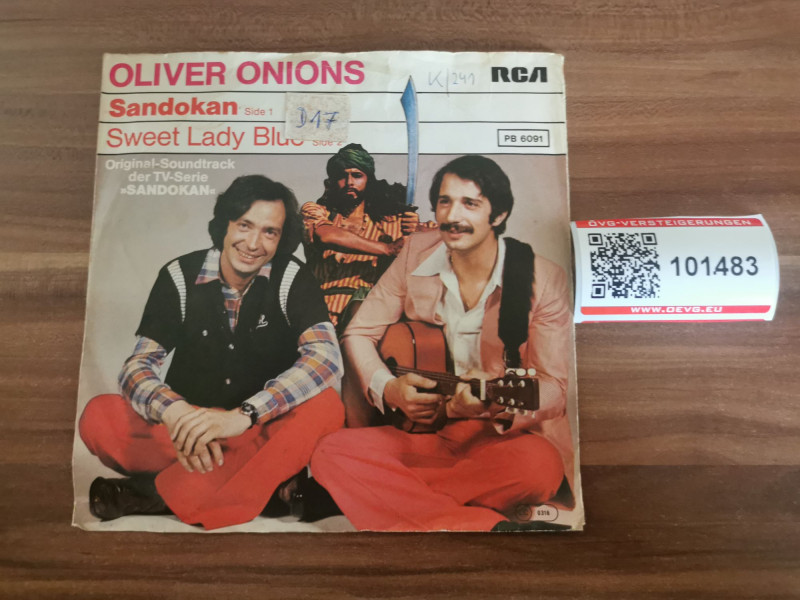 OLIVER ONIONS
K/241
RCA
Sandokan Side 1
D17
Sweet Lady Blue Side 2
PB 6091
Original-Soundtrack
der TV-Serie
»SANDOKAN«
ÖVG-VERSTEIGERUNGEN
101483
WWW.OEVG.EU